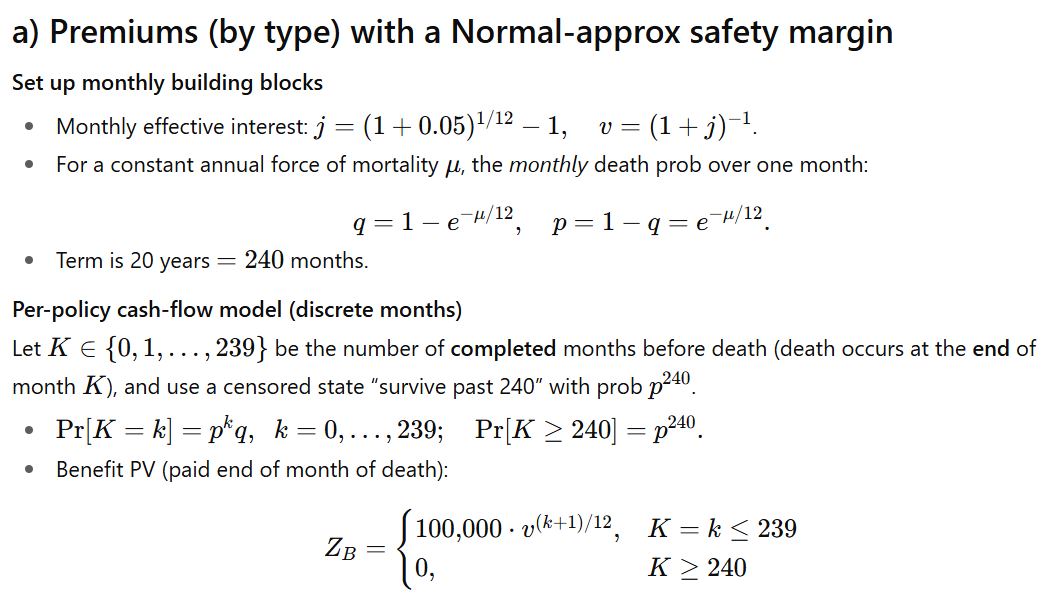 a) Premiums (by type) with a Normal-approx safety margin
Set up monthly building blocks
• Monthly effective interest: j = (1 + 0.05)^{1/12} − 1, v = (1 + j)^{−1}.
• For a constant annual force of mortality μ, the monthly death prob over one month:
q = 1 − e^{−μ/12}, p = 1 − q = e^{−μ/12}.
• Term is 20 years = 240 months.
Per-policy cash-flow model (discrete months)
Let K ∈ {0, 1, . . . , 239} be the number of completed months before death (death occurs at the end of
month K), and use a censored state “survive past 240” with prob p^{240}.
• Pr[K = k] = p^k q, k = 0, . . . , 239; Pr[K ≥ 240] = p^{240}.
• Benefit PV (paid end of month of death):
Z_B = { 100,000 · v^{(k+1)/12}, K = k ≤ 239
0, K ≥ 240